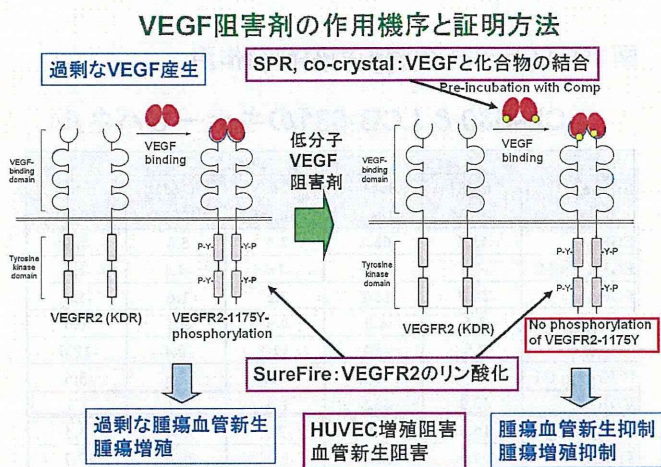 VEGF阻害剤の作用機序と証明方法
過剰なVEGF産生
SPR, co-crystal：VEGFと化合物の結合
Pre-incubation with Comp
VEGF
binding
VEGF-
binding
domain
Tyrosine
kinase
domain
P-Y
Y-P
P-Y
Y-P
VEGFR2 (KDR)
VEGFR2-1175Y-
phosphorylation
低分子
VEGF
阻害剤
VEGF
binding
VEGF-
binding
domain
Tyrosine
kinase
domain
P-Y
Y-P
P-Y
Y-P
VEGFR2 (KDR)
No phosphorylation
of VEGFR2-1175Y
SureFire：VEGFR2のリン酸化
過剰な腫瘍血管新生
腫瘍増殖
HUVEC増殖阻害
血管新生阻害
腫瘍血管新生抑制
腫瘍増殖抑制